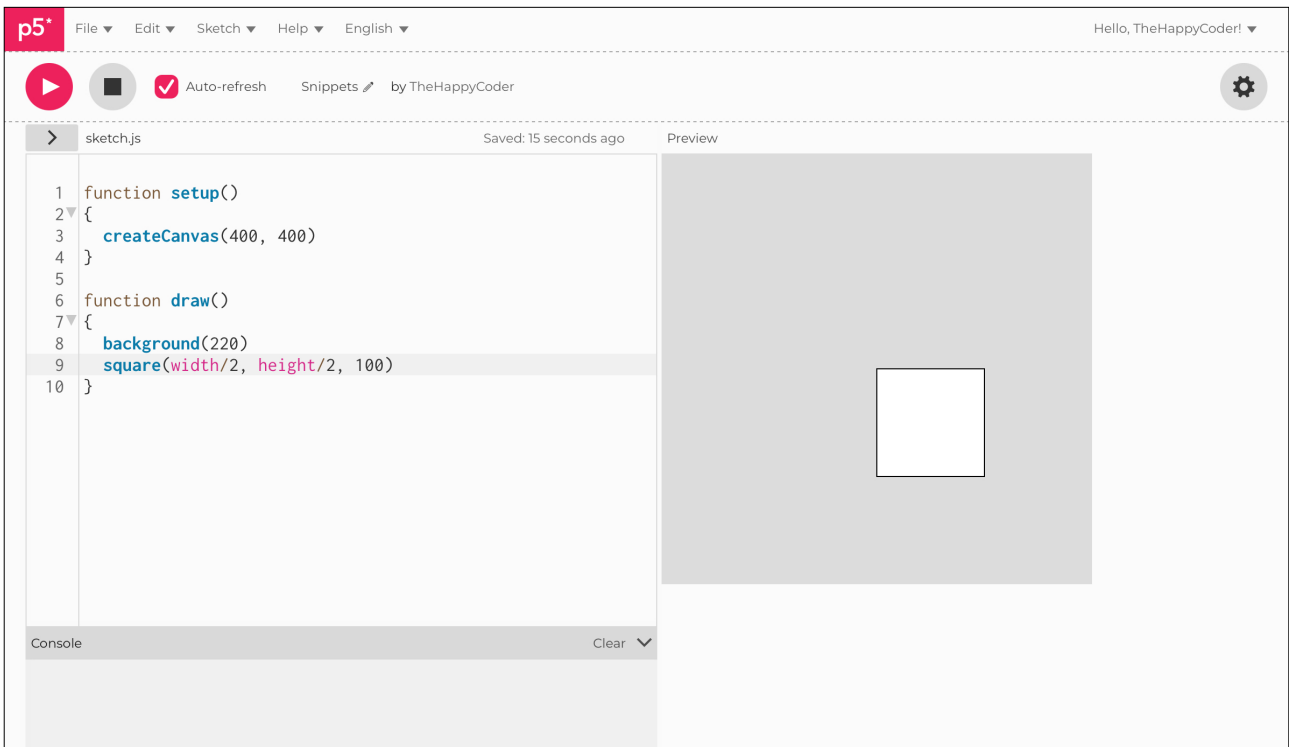 p5* File Edit Sketch Help English Hello, TheHappyCoder!
Auto-refresh Snippets by TheHappyCoder
sketch.js Saved: 15 seconds ago Preview
1 function setup()
2 {
3 createCanvas(400, 400)
4 }
5
6 function draw()
7 {
8 background(220)
9 square(width/2, height/2, 100)
10 }
Console Clear